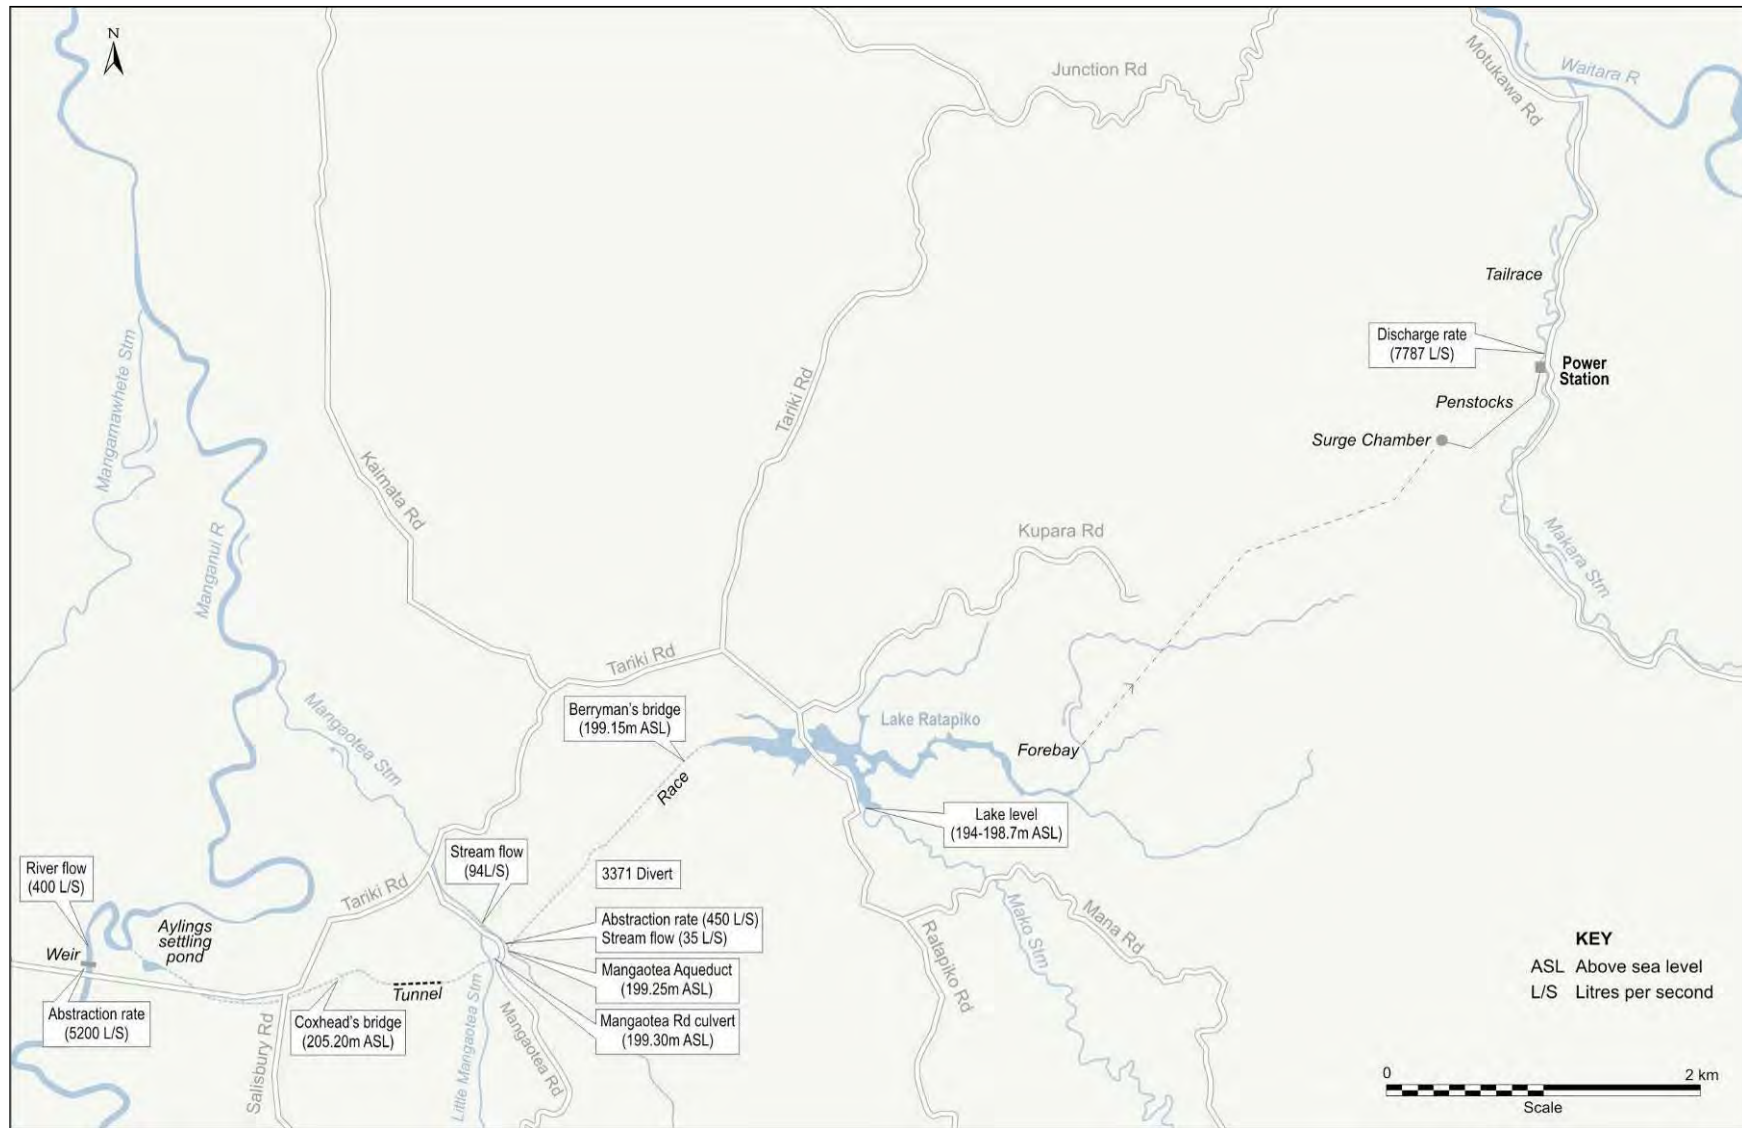 N
Junction Rd
Motukawa Rd
Waitara R
Tailrace
Discharge rate
(7787 L/S)
Power
Station
Penstocks
Surge Chamber
Mangamawhete Stm
Tariki Rd
Kaimata Rd
Manganui R
Kupara Rd
Makara Stm
Tariki Rd
Mangaotea Stm
Berryman's bridge
(199.15m ASL)
Lake Ratapiko
Forebay
Race
Lake level
(194-198.7m ASL)
Stream flow
(94L/S)
River flow
(400 L/S)
3371 Divert
Tariki Rd
Aylings
settling
pond
Weir
Abstraction rate (450 L/S)
Stream flow (35 L/S)
Mako Stm
Mana Rd
Ratapiko Rd
KEY
ASL Above sea level
L/S Litres per second
Mangaotea Aqueduct
(199.25m ASL)
Tunnel
Abstraction rate
(5200 L/S)
Coxhead's bridge
(205.20m ASL)
Mangaotea Rd culvert
(199.30m ASL)
Salisbury Rd
Little Mangaotea Stm
Mangaotea Rd
0 2 km
Scale